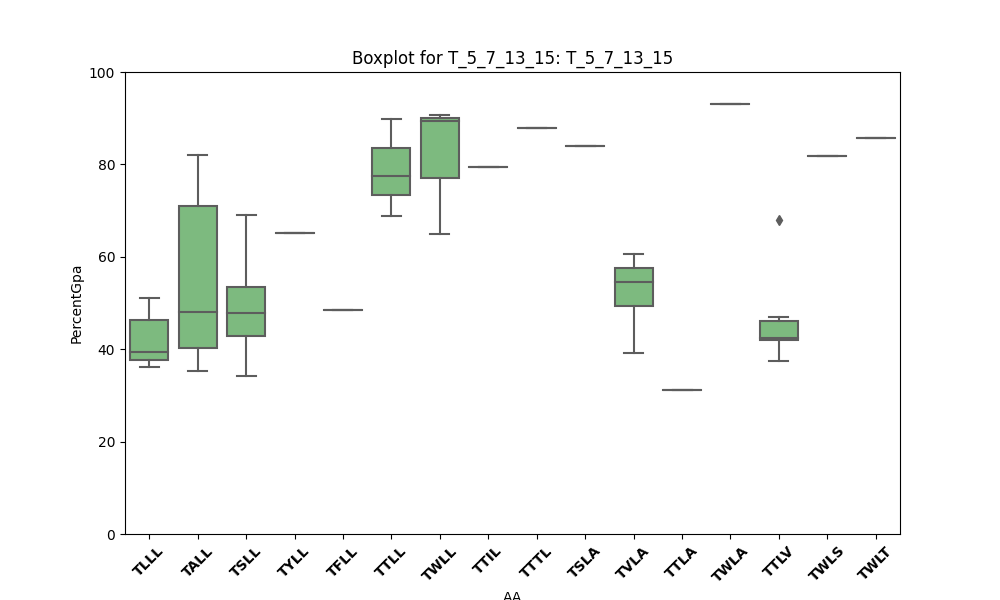 Boxplot for T_5_7_13_15: T_5_7_13_15
PercentGpa
100
80
60
40
20
0
TLLL TALL TSLL TYLL TFLL TTLL TWLL TTIL TTTL TSLA TVLA TTLA TWLA TTLV TWLS TWLT
AA